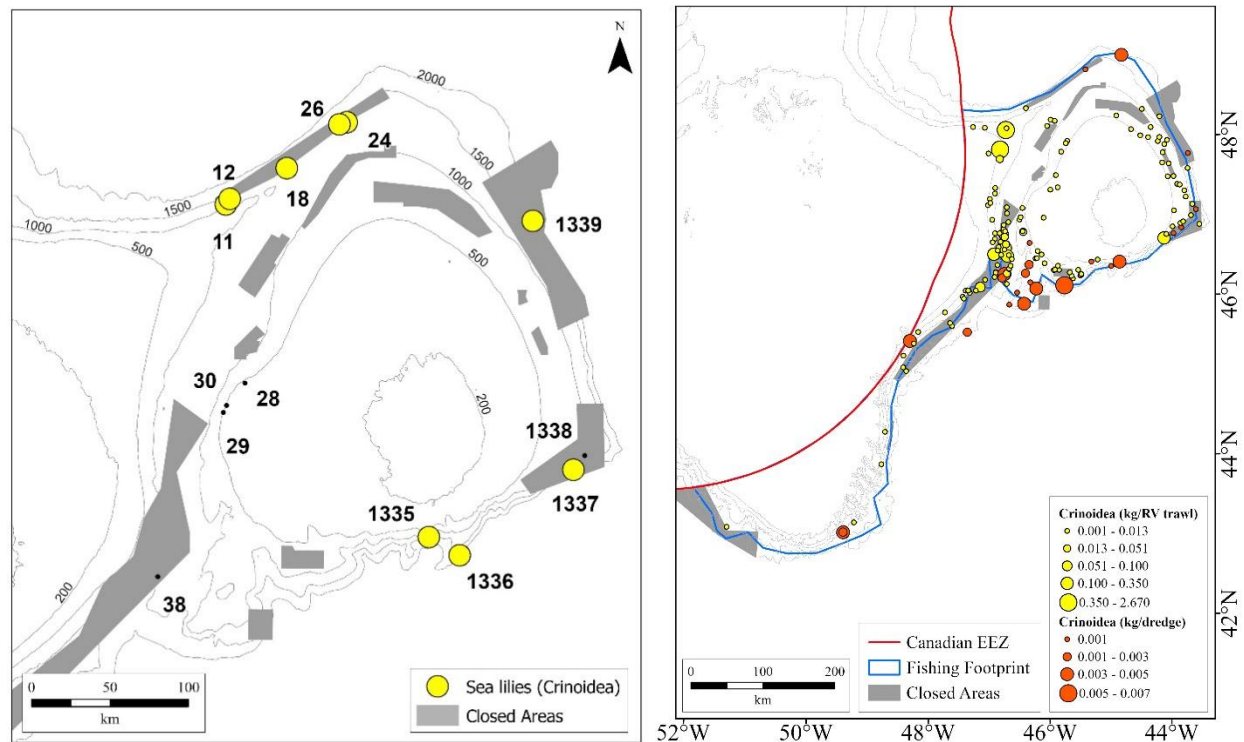 N
2000
26
24
1500
12
18
1000
1339
11
1500
1000
500
500
30
28
200
29
1338
1335
1337
1336
200
38
0 50 100
km
Sea lilies (Crinoidea)
Closed Areas
48°N
46°N
44°N
42°N
Crinoidea (kg/RV trawl)
0.001 - 0.013
0.013 - 0.051
0.051 - 0.100
0.100 - 0.350
0.350 - 2.670
Crinoidea (kg/dredge)
0.001
0.001 - 0.003
0.003 - 0.005
0.005 - 0.007
Canadian EEZ
Fishing Footprint
Closed Areas
0 100 200
km
52°W 50°W 48°W 46°W 44°W